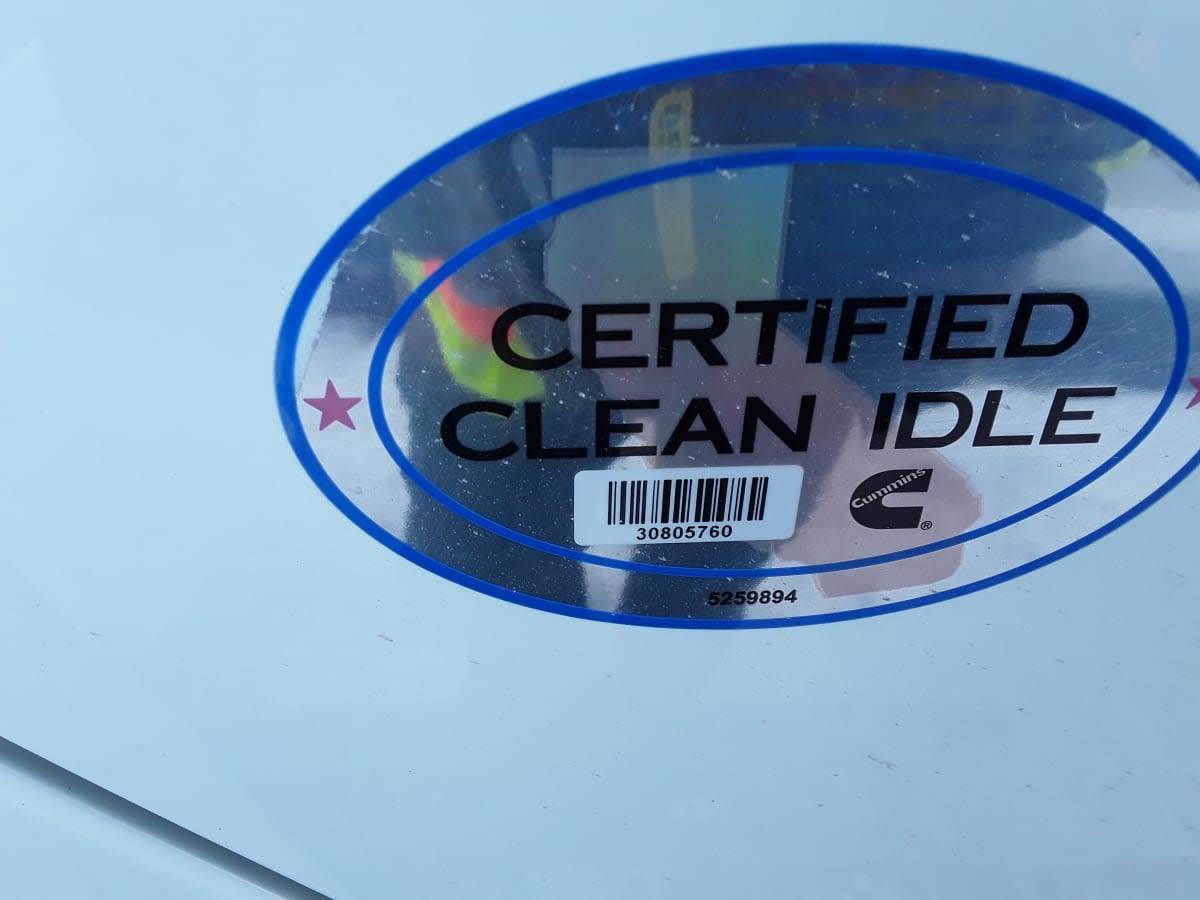 CERTIFIED
CLEAN IDLE
30805760
Cummins
®
5259894